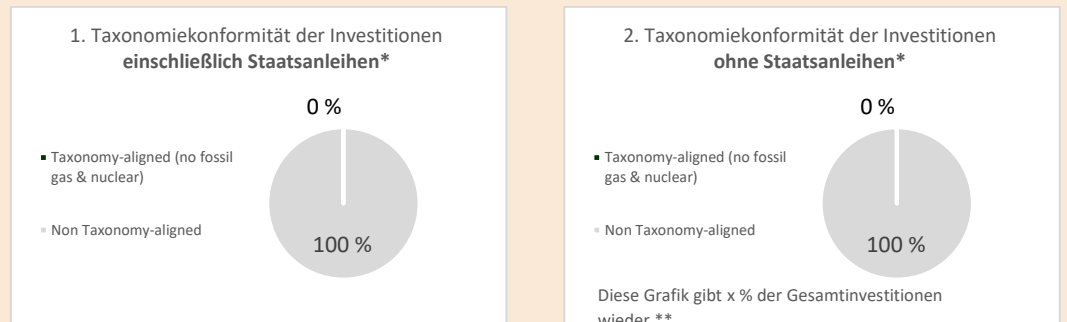 1. Taxonomiekonformität der Investitionen
einschließlich Staatsanleihen*
0 %
Taxonomy-aligned (no fossil
gas & nuclear)
Non Taxonomy-aligned
100 %
2. Taxonomiekonformität der Investitionen
ohne Staatsanleihen*
0 %
Taxonomy-aligned (no fossil
gas & nuclear)
Non Taxonomy-aligned
100 %
Diese Grafik gibt x % der Gesamtinvestitionen
wieder.**